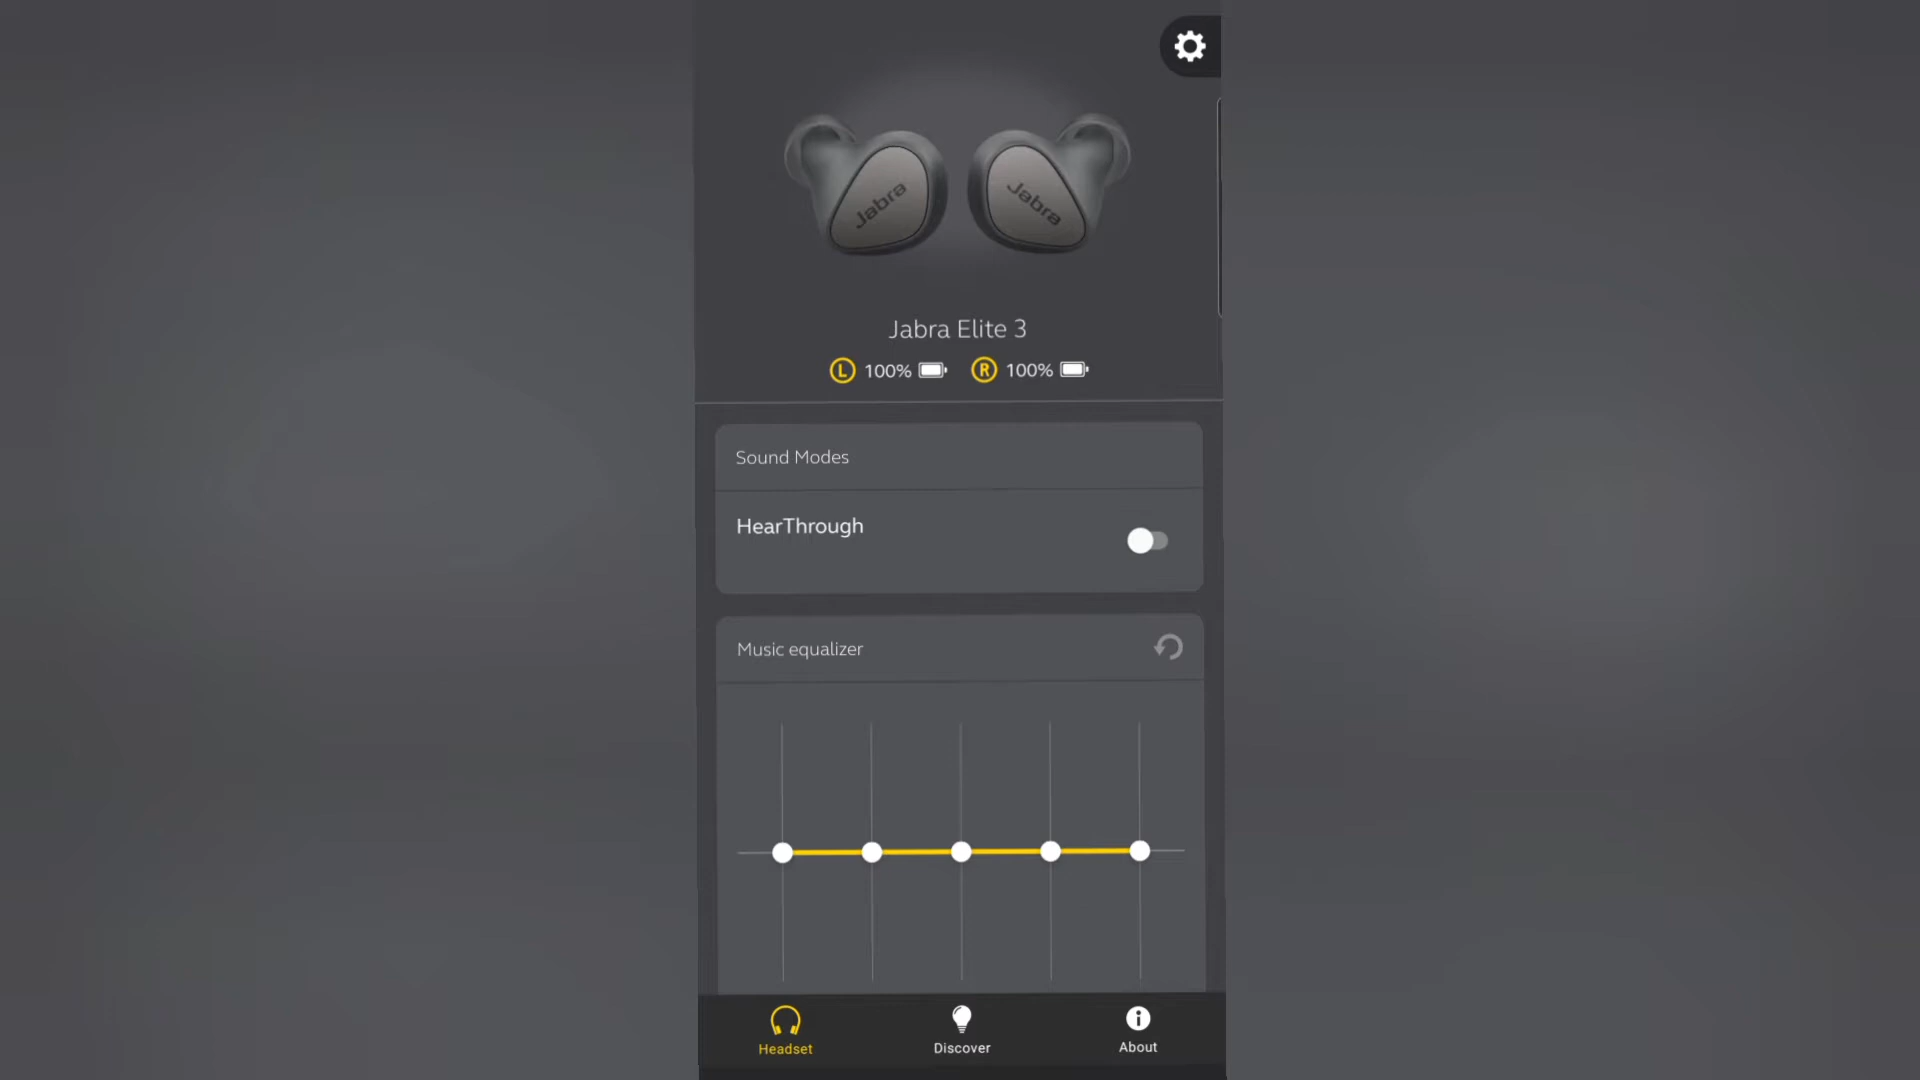 Jabra Jabra
Jabra Elite 3
L 100% R 100%
Sound Modes
HearThrough
Music equalizer
Headset Discover About